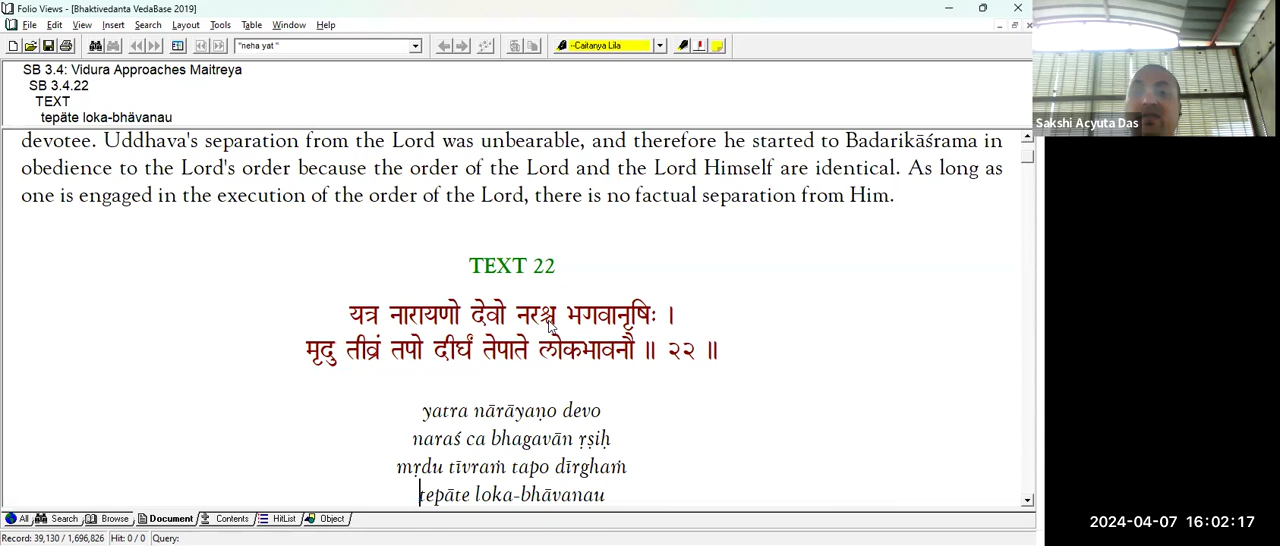 Folio Views - [Bhaktivedanta VedaBase 2019]
File Edit View Insert Search Layout Tools Table Window Help
"neha yat "
--Caitanya Lila
SB 3.4: Vidura Approaches Maitreya
SB 3.4.22
TEXT
tepäte loka-bhävanau
devotee. Uddhava's separation from the Lord was unbearable, and therefore he started to Badarikāśrama in
obedience to the Lord's order because the order of the Lord and the Lord Himself are identical. As long as
one is engaged in the execution of the order of the Lord, there is no factual separation from Him.
TEXT 22
यत्र नारायणो देवो नरश्च भगवानृषिः ।
मृदु तीव्रं तपो दीर्घं तेपाते लोकभावनौ ॥ २२ ॥
yatra nārāyaṇo devo
naraś ca bhagavān ṛṣiḥ
mṛdu tīvraṁ tapo dīrghaṁ
tepāte loka-bhāvanau
All Search Browse Document Contents HitList Object
Record: 39,130 / 1,696,826 Hit: 0 / 0 Query:
Sakshi Acyuta Das
2024-04-07 16:02:17